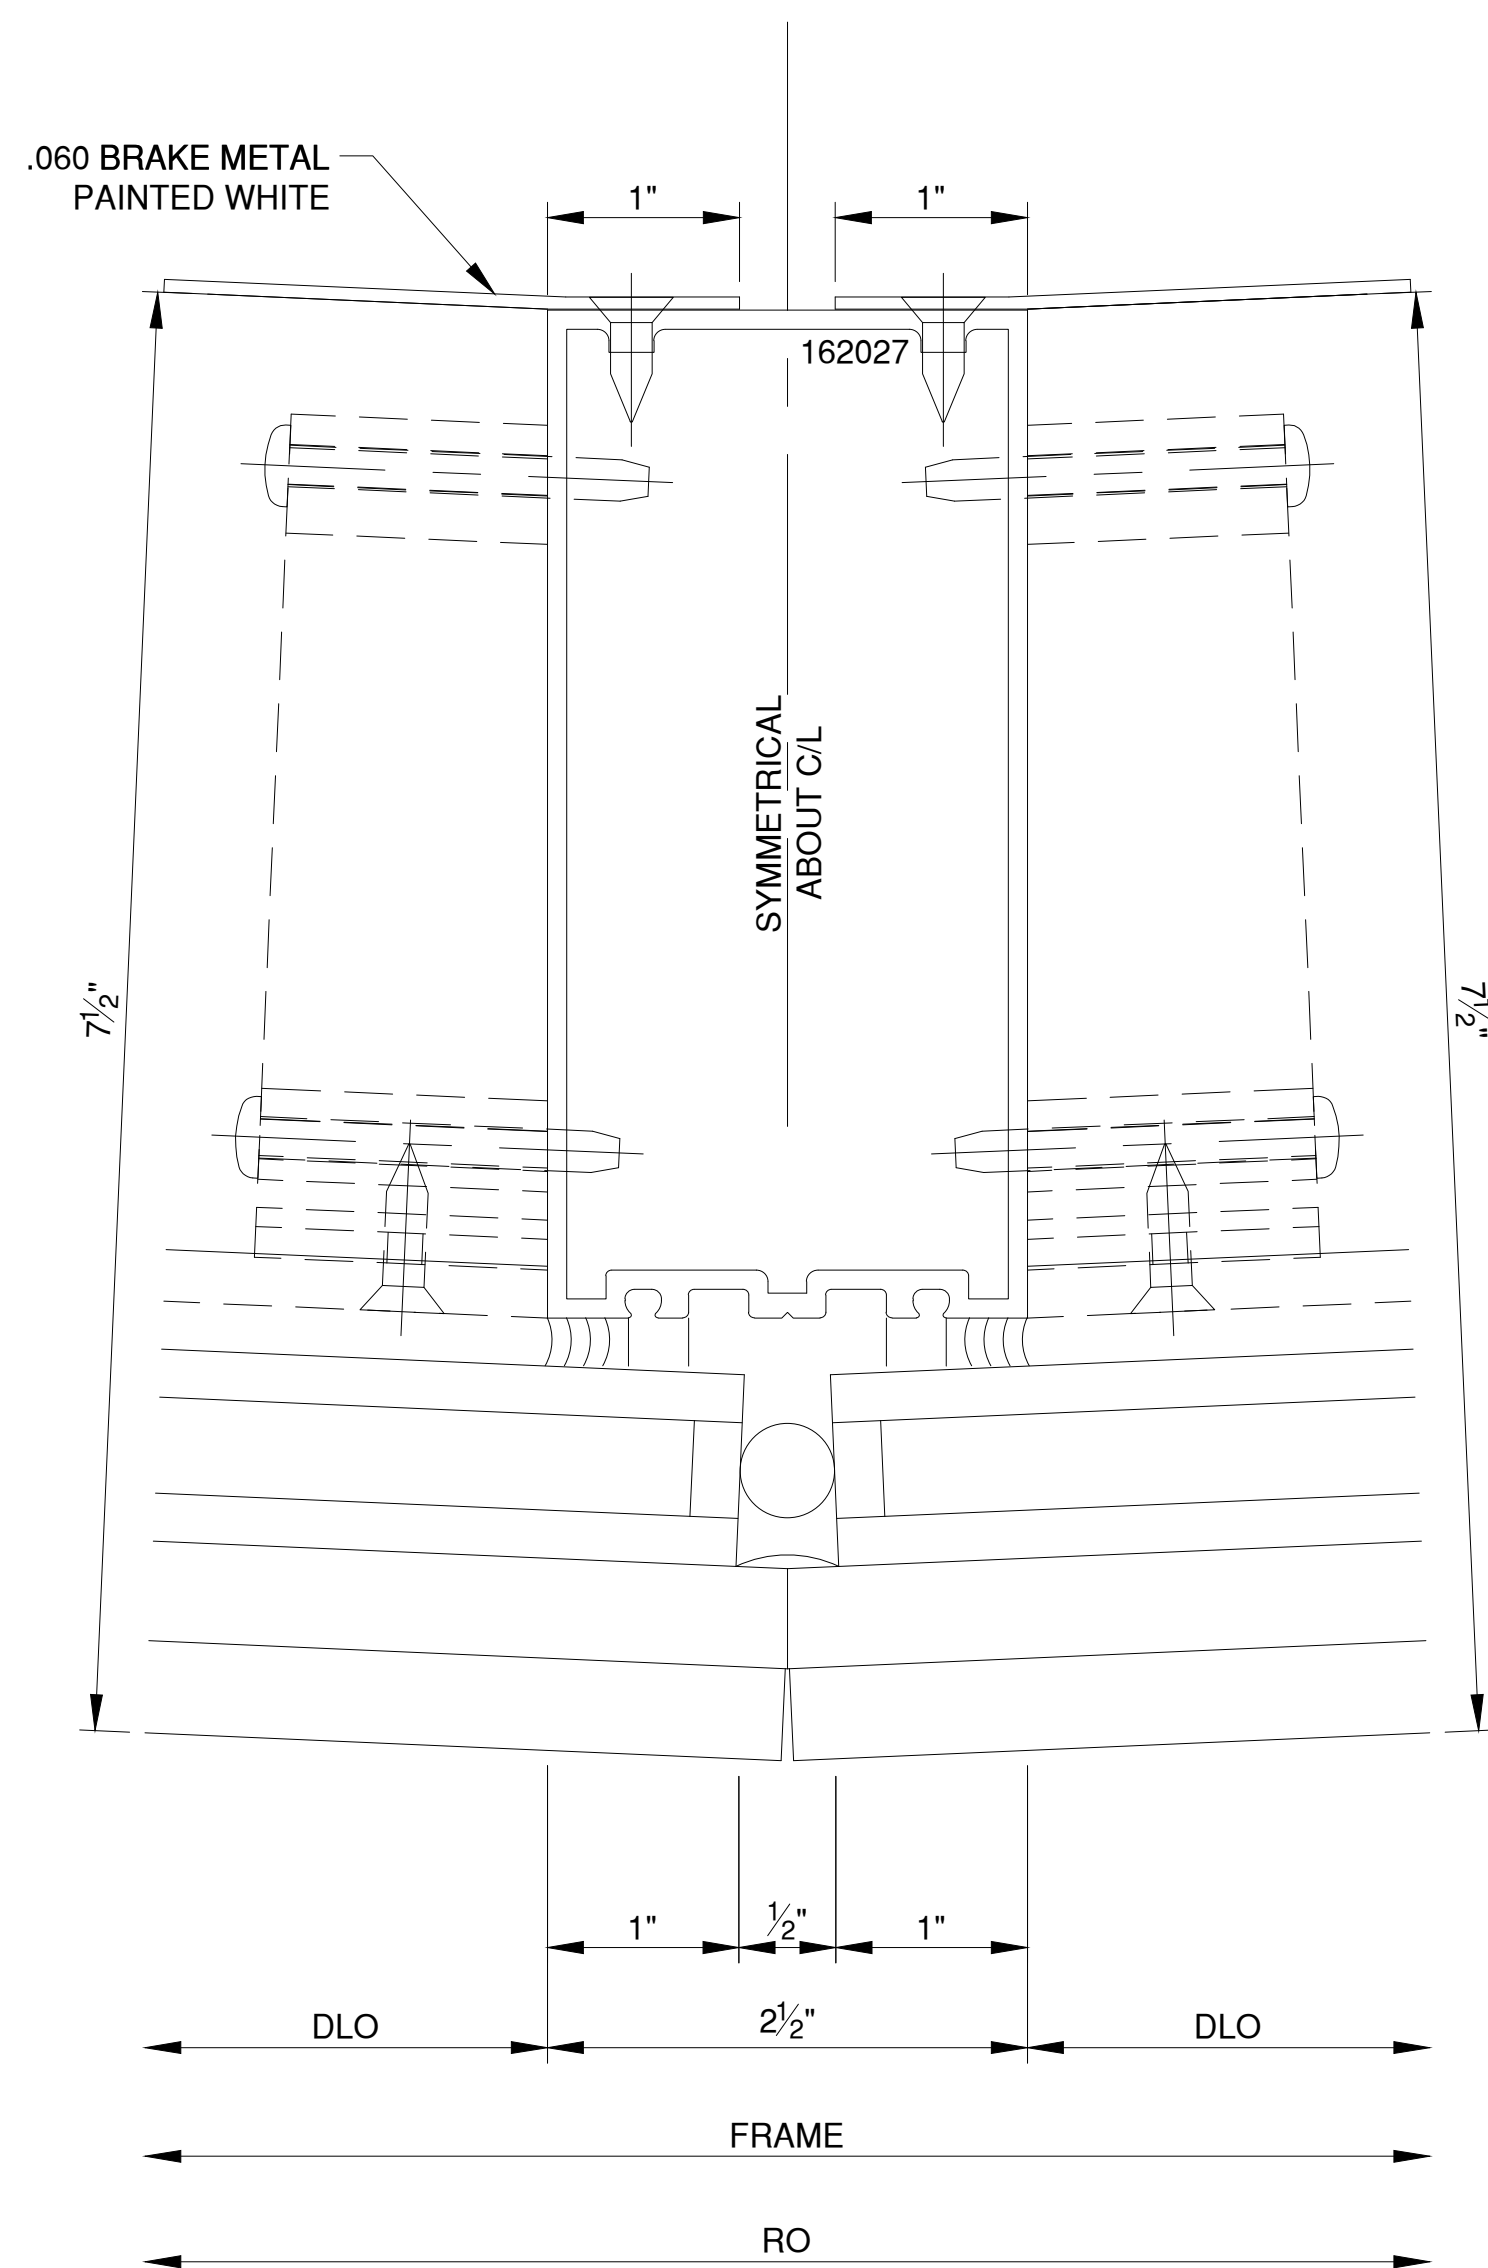 .060 BRAKE METAL
PAINTED WHITE
1"
1"
162027
SYMMETRICAL
ABOUT C/L
7½"
7½"
1"
½"
1"
DLO
2½"
DLO
FRAME
RO